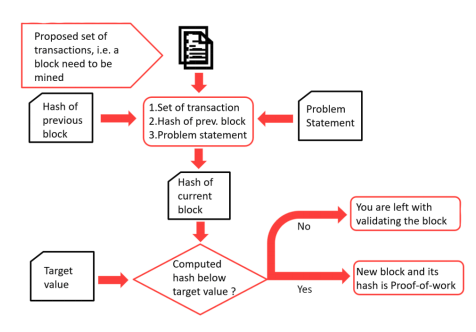 Proposed set of
transactions, i.e. a
block need to be
mined
Hash of
previous
block
1.Set of transaction
2.Hash of prev. block
3.Problem statement
Problem
Statement
Hash of
current
block
No
You are left with
validating the block
Target
value
Computed
hash below
target value ?
Yes
New block and its
hash is Proof-of-work